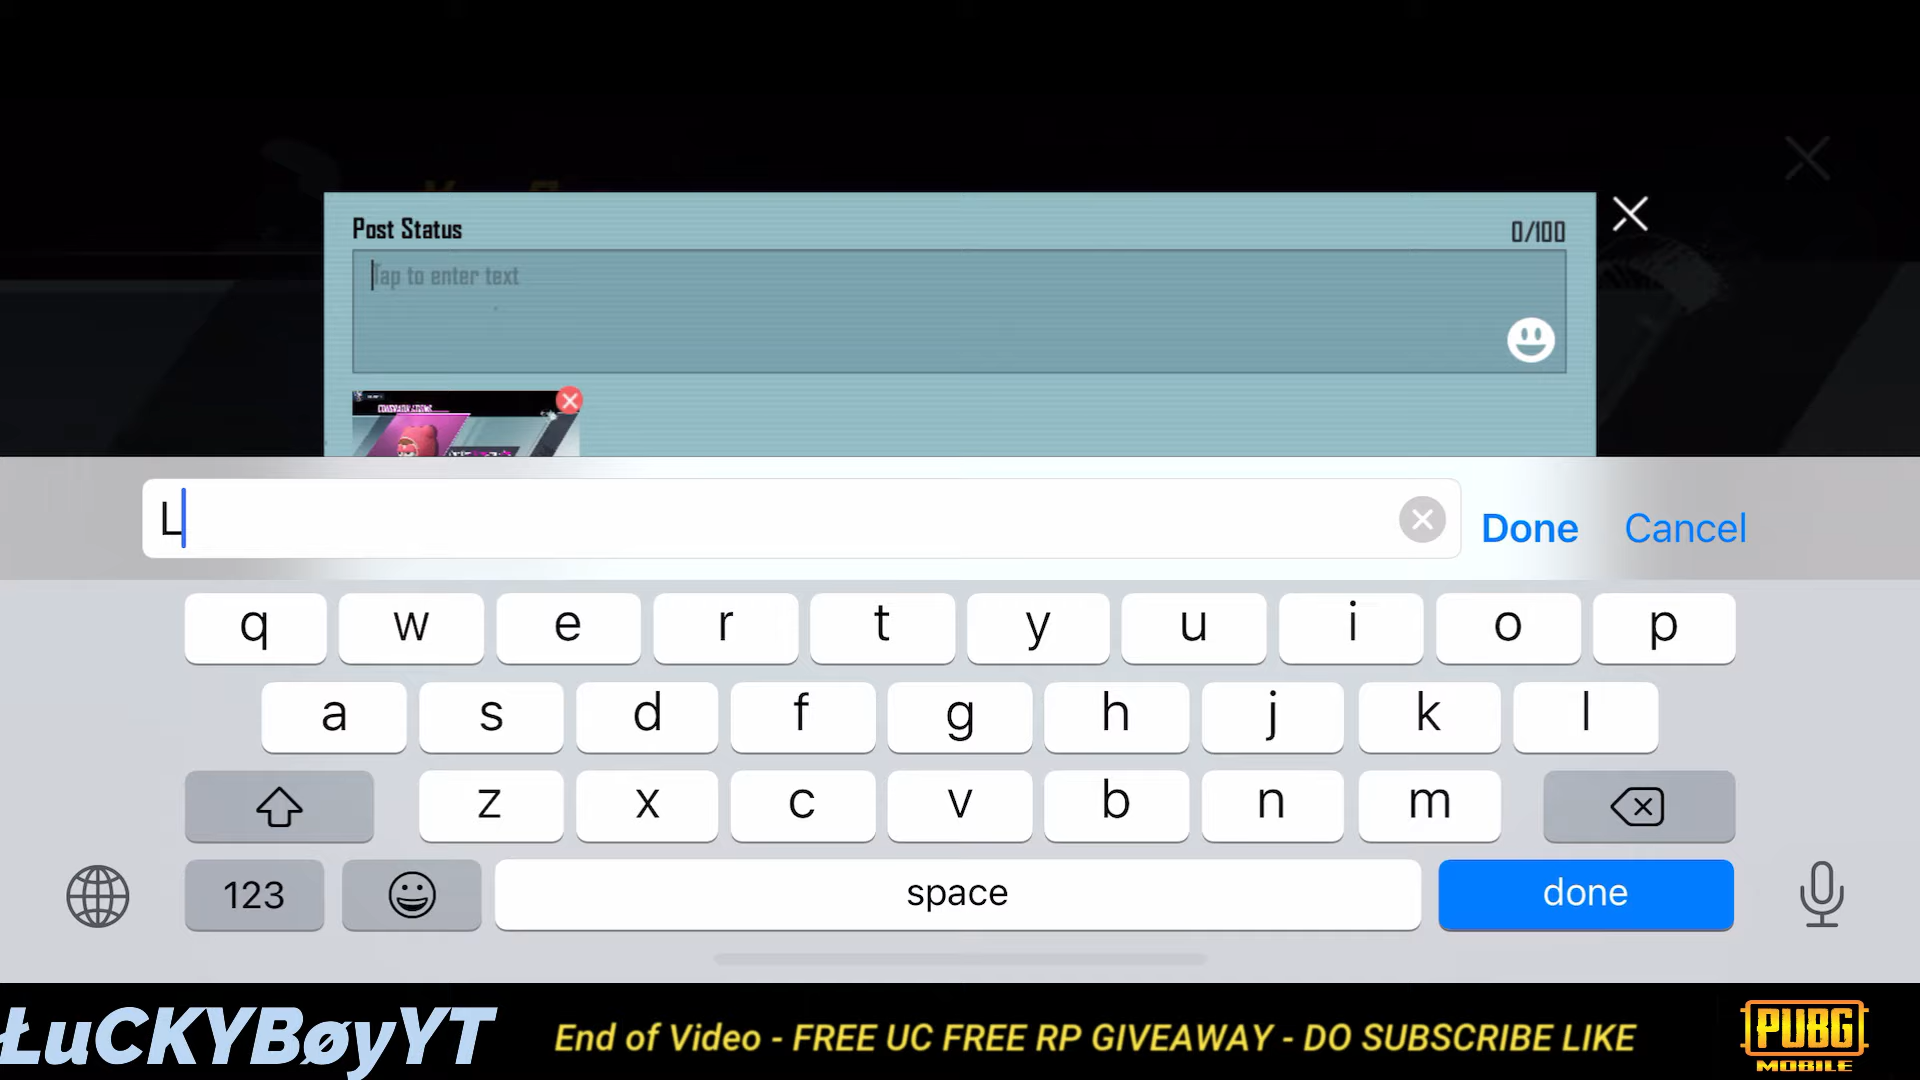 Post Status
0/100
Tap to enter text
CONGRATULATIONS
L
Done
Cancel
q w e r t y u i o p
a s d f g h j k l
z x c v b n m
123
space
done
ŁuCKYBøyYT
End of Video - FREE UC FREE RP GIVEAWAY - DO SUBSCRIBE LIKE
PUBG
MOBILE